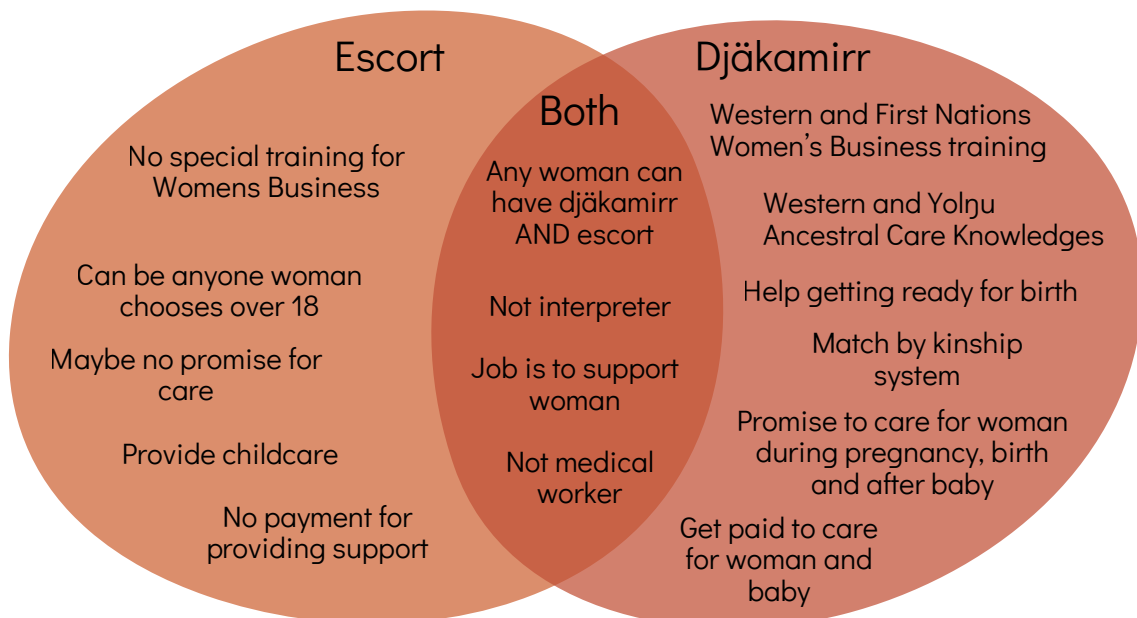 Escort
No special training for
Womens Business
Can be anyone woman
chooses over 18
Maybe no promise for
care
Provide childcare
No payment for
providing support
Both
Any woman can
have djäkamirr
AND escort
Not interpreter
Job is to support
woman
Not medical
worker
Djäkamirr
Western and First Nations
Women's Business training
Western and Yolŋu
Ancestral Care Knowledges
Help getting ready for birth
Match by kinship
system
Promise to care for woman
during pregnancy, birth
and after baby
Get paid to care
for woman and
baby